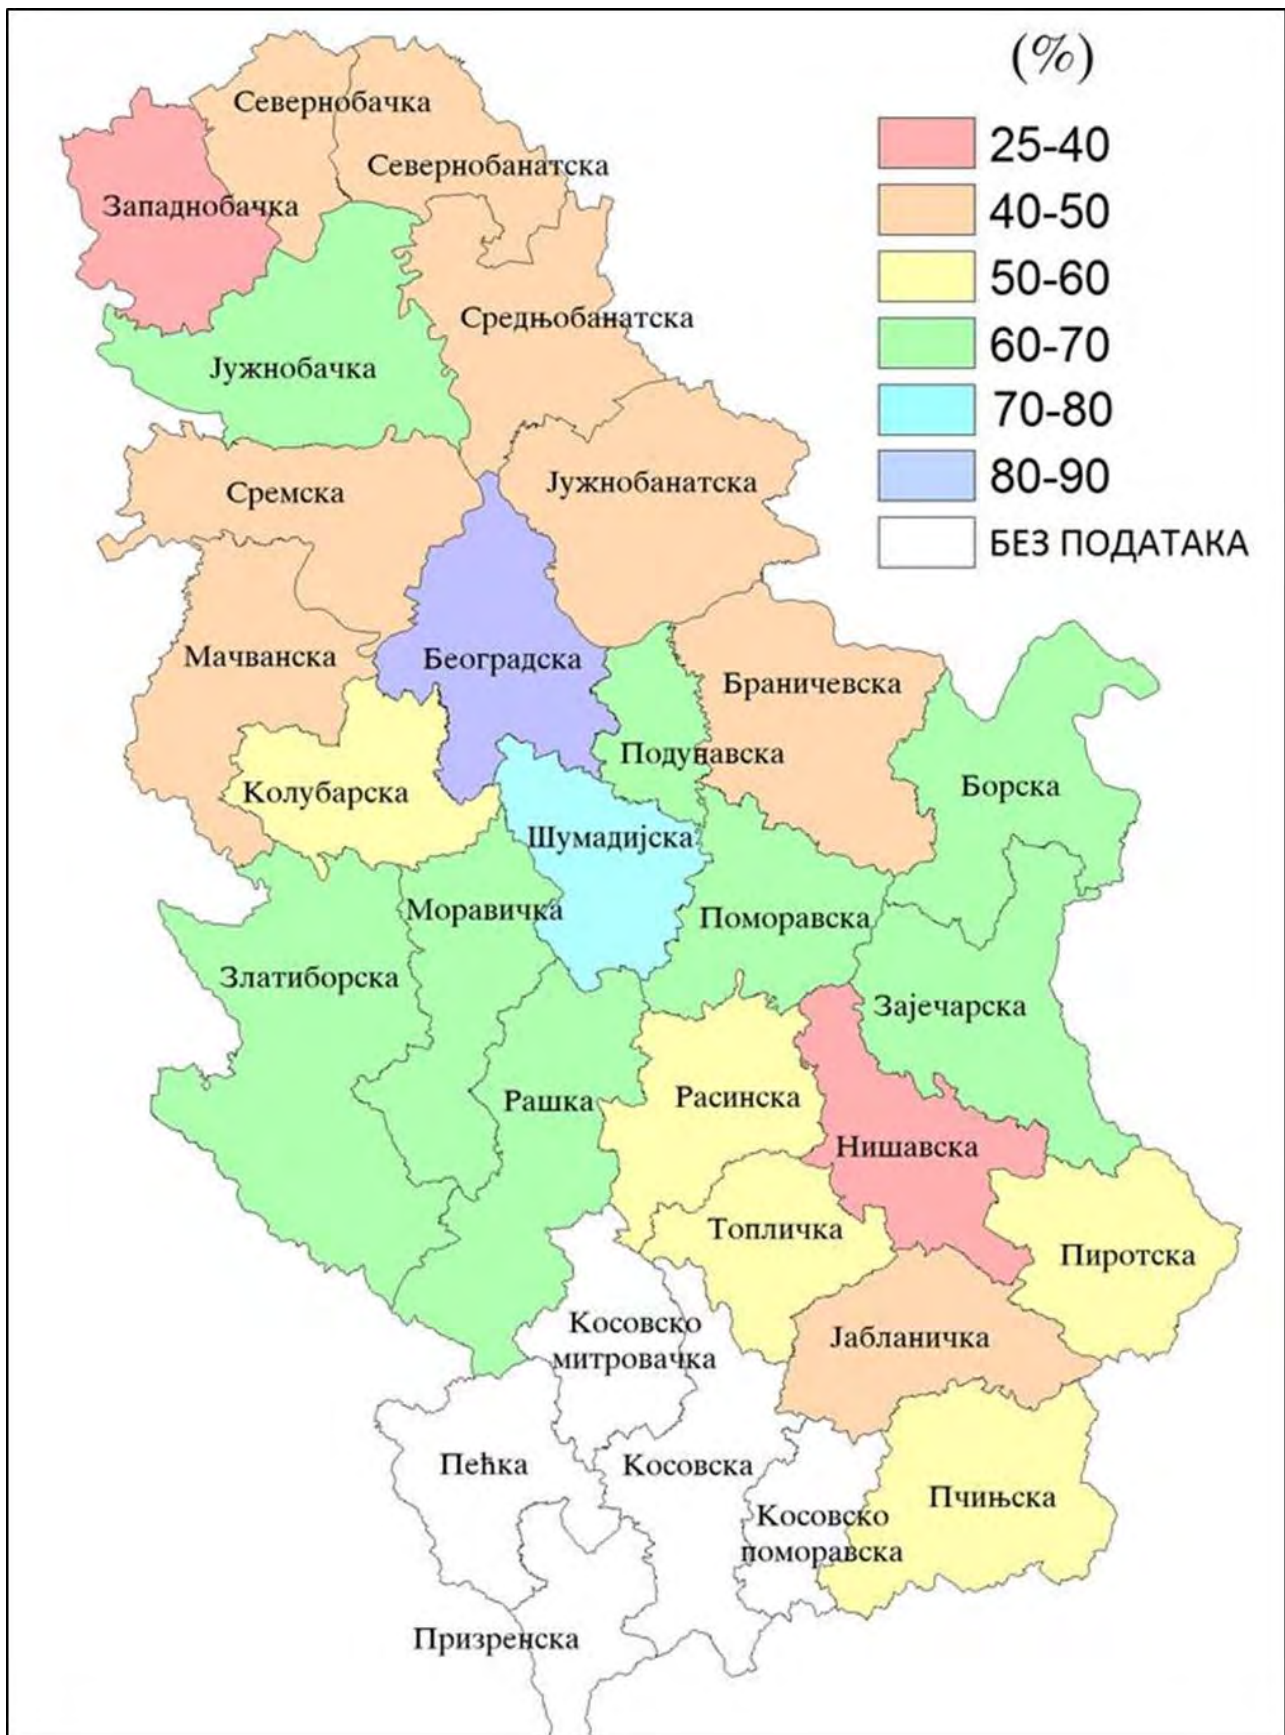 (%)
25-40
40-50
50-60
60-70
70-80
80-90
БЕЗ ПОДАТАКА
Севернобачка
Севернобанатска
Западнобачка
Средњобанатска
Јужнобачка
Јужнобанатска
Сремска
Мачванска
Београдска
Браничевска
Подунавска
Борска
Колубарска
Шумадијска
Моравичка
Поморавска
Златиборска
Зајечарска
Рашка
Расинска
Нишавска
Топличка
Пиротска
Косовско
митровачка
Јабланичка
Пећка
Косовска
Пчињска
Косовско
поморавска
Призренска